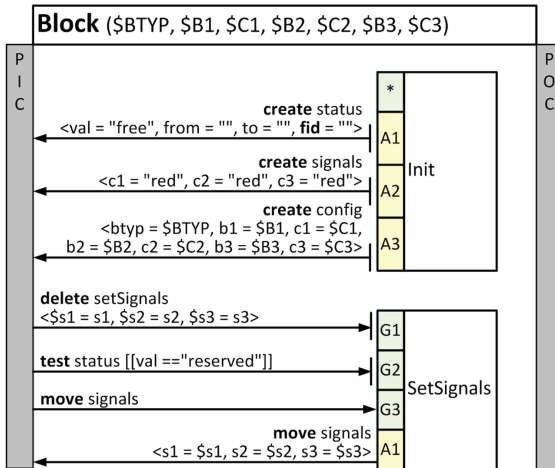 Block ($BTYP, $B1, $C1, $B2, $C2, $B3, $C3)
P
I
C
P
O
C
*
create status
<val = "free", from = "", to = "", fid = "">
A1
create signals
<c1 = "red", c2 = "red", c3 = "red">
A2
Init
create config
<btyp = $BTYP, b1 = $B1, c1 = $C1,
b2 = $B2, c2 = $C2, b3 = $B3, c3 = $C3>
A3
delete setSignals
<$s1 = s1, $s2 = s2, $s3 = s3>
G1
test status [[val =="reserved"]]
G2
SetSignals
move signals
G3
move signals
<s1 = $s1, s2 = $s2, s3 = $s3>
A1